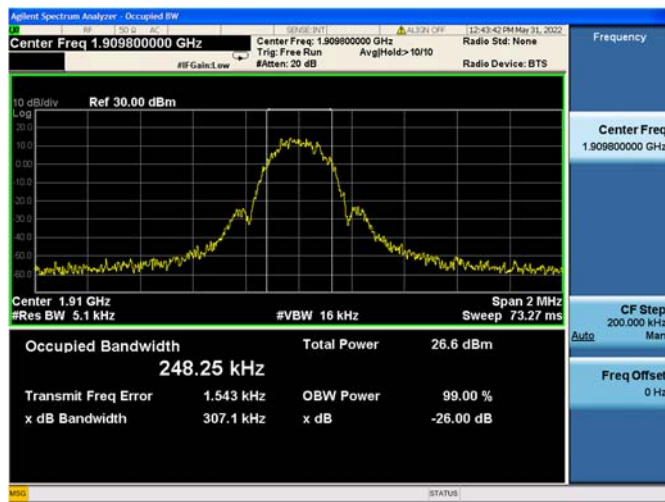 Agilent Spectrum Analyzer - Occupied BW
RF 50 Ω AC SENSE:INT ALIGN OFF 12:43:42 PM May 31, 2022
Center Freq 1.909800000 GHz
Center Freq: 1.909800000 GHz
Trig: Free Run Avg|Hold:> 10/10
#IFGain:Low #Atten: 20 dB
Radio Std: None
Radio Device: BTS
Frequency
10 dB/div Ref 30.00 dBm
Log
20.0
10.0
0.00
-10.0
-20.0
-30.0
-40.0
-50.0
-60.0
Center 1.91 GHz Span 2 MHz
#Res BW 5.1 kHz #VBW 16 kHz Sweep 73.27 ms
Occupied Bandwidth Total Power 26.6 dBm
248.25 kHz
Transmit Freq Error 1.543 kHz OBW Power 99.00 %
x dB Bandwidth 307.1 kHz x dB -26.00 dB
Center Freq
1.909800000 GHz
CF Step
200.000 kHz
Auto Man
Freq Offset
0 Hz
MSG STATUS